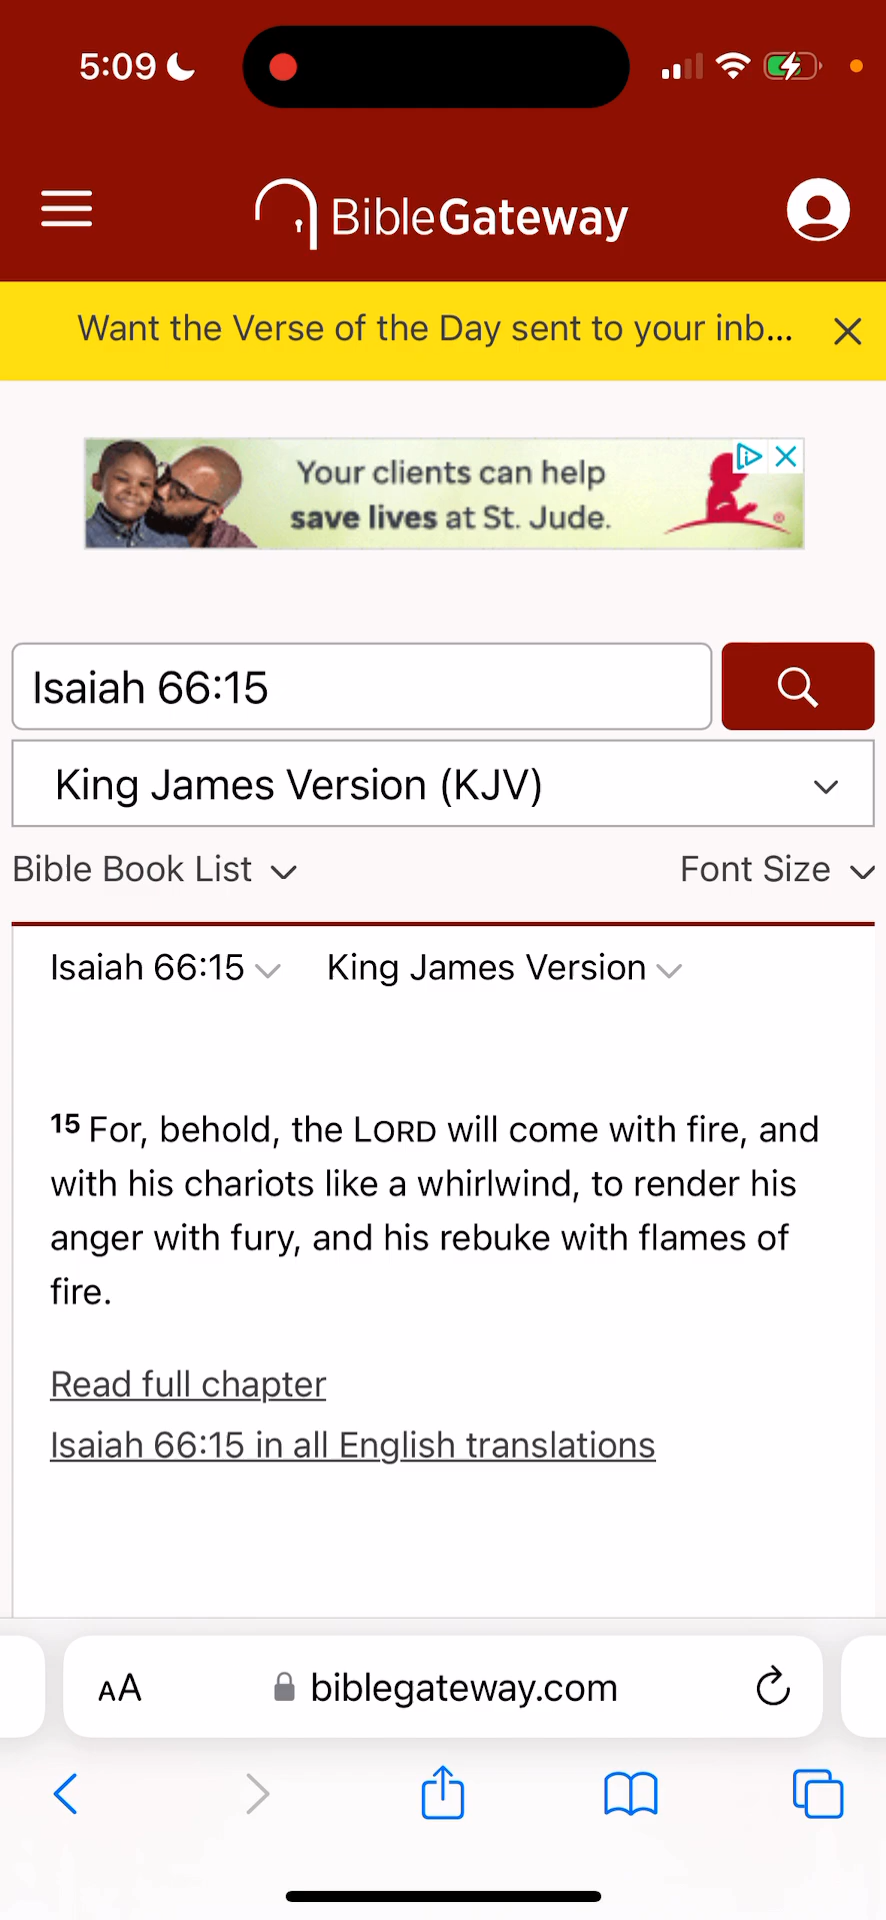 5:09
BibleGateway
Want the Verse of the Day sent to your inb...
Your clients can help
save lives at St. Jude.
Isaiah 66:15
King James Version (KJV)
Bible Book List
Font Size
Isaiah 66:15
King James Version
15 For, behold, the LORD will come with fire, and
with his chariots like a whirlwind, to render his
anger with fury, and his rebuke with flames of
fire.
Read full chapter
Isaiah 66:15 in all English translations
AA
biblegateway.com